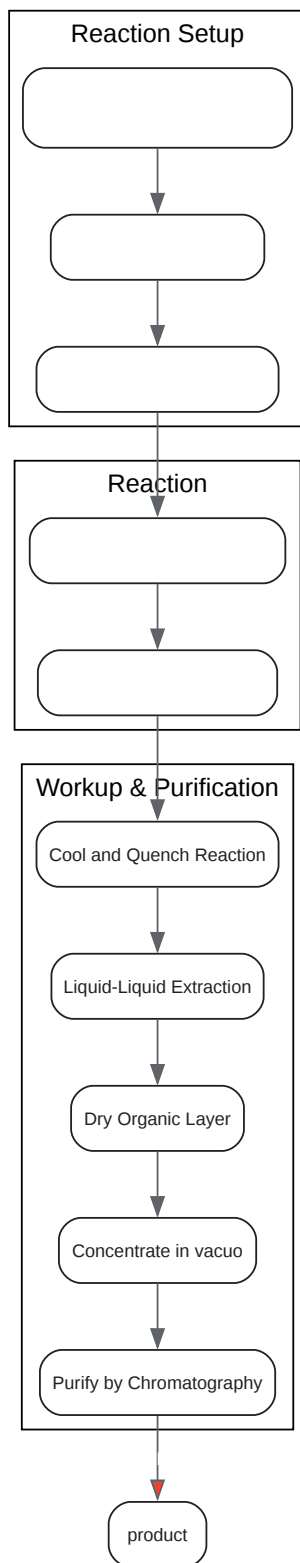 Reaction Setup
Reaction
Workup & Purification
Cool and Quench Reaction
Liquid-Liquid Extraction
Dry Organic Layer
Concentrate in vacuo
Purify by Chromatography
product